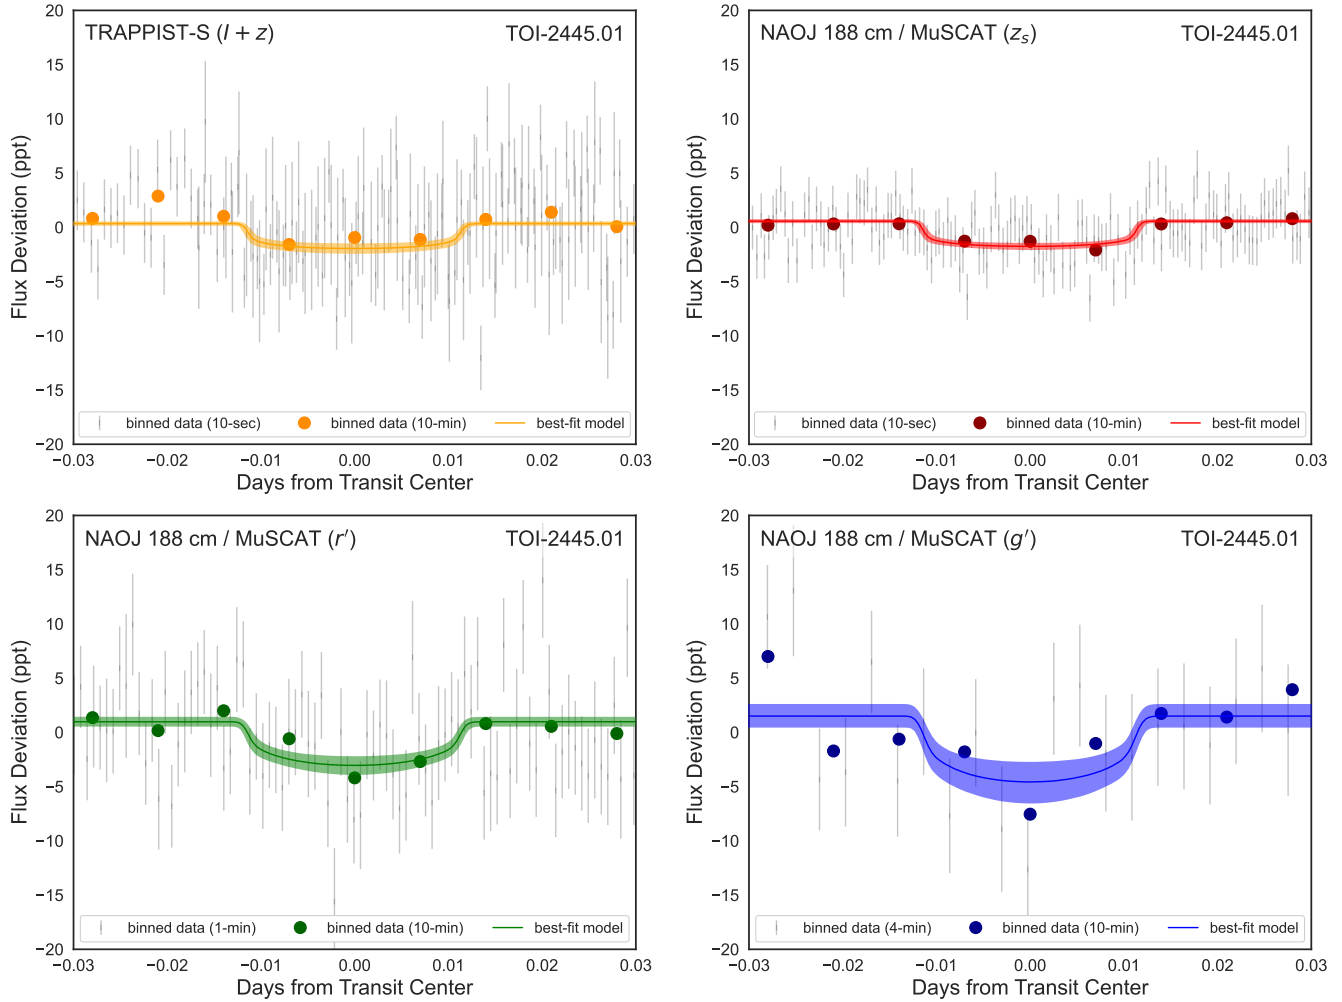 TRAPPIST-S (I + z) TOI-2445.01
20
15
10
5
0
−5
−10
−15
−20
Flux Deviation (ppt)
binned data (10-sec) binned data (10-min) best-fit model
−0.03 −0.02 −0.01 0.00 0.01 0.02 0.03
Days from Transit Center
NAOJ 188 cm / MuSCAT (zs) TOI-2445.01
20
15
10
5
0
−5
−10
−15
−20
Flux Deviation (ppt)
binned data (10-sec) binned data (10-min) best-fit model
−0.03 −0.02 −0.01 0.00 0.01 0.02 0.03
Days from Transit Center
NAOJ 188 cm / MuSCAT (r′) TOI-2445.01
20
15
10
5
0
−5
−10
−15
−20
Flux Deviation (ppt)
binned data (1-min) binned data (10-min) best-fit model
−0.03 −0.02 −0.01 0.00 0.01 0.02 0.03
Days from Transit Center
NAOJ 188 cm / MuSCAT (g′) TOI-2445.01
20
15
10
5
0
−5
−10
−15
−20
Flux Deviation (ppt)
binned data (4-min) binned data (10-min) best-fit model
−0.03 −0.02 −0.01 0.00 0.01 0.02 0.03
Days from Transit Center